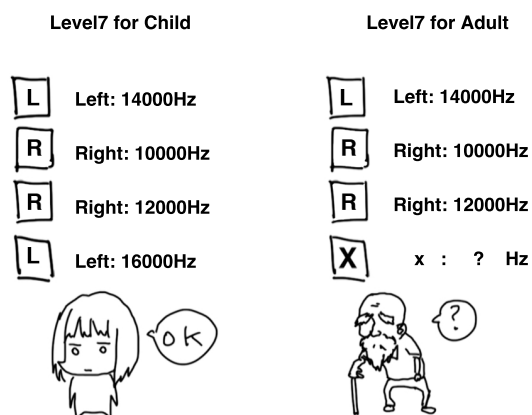 Level7 for Child
L Left: 14000Hz
R Right: 10000Hz
R Right: 12000Hz
L Left: 16000Hz
OK
Level7 for Adult
L Left: 14000Hz
R Right: 10000Hz
R Right: 12000Hz
X x : ? Hz
?